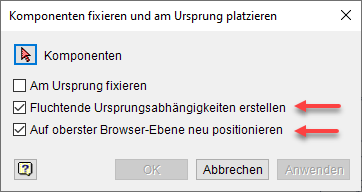 Komponenten fixieren und am Ursprung platzieren
Komponenten
Am Ursprung fixieren
Fluchtende Ursprungsabhängigkeiten erstellen
Auf oberster Browser-Ebene neu positionieren
?
OK
Abbrechen
Anwenden